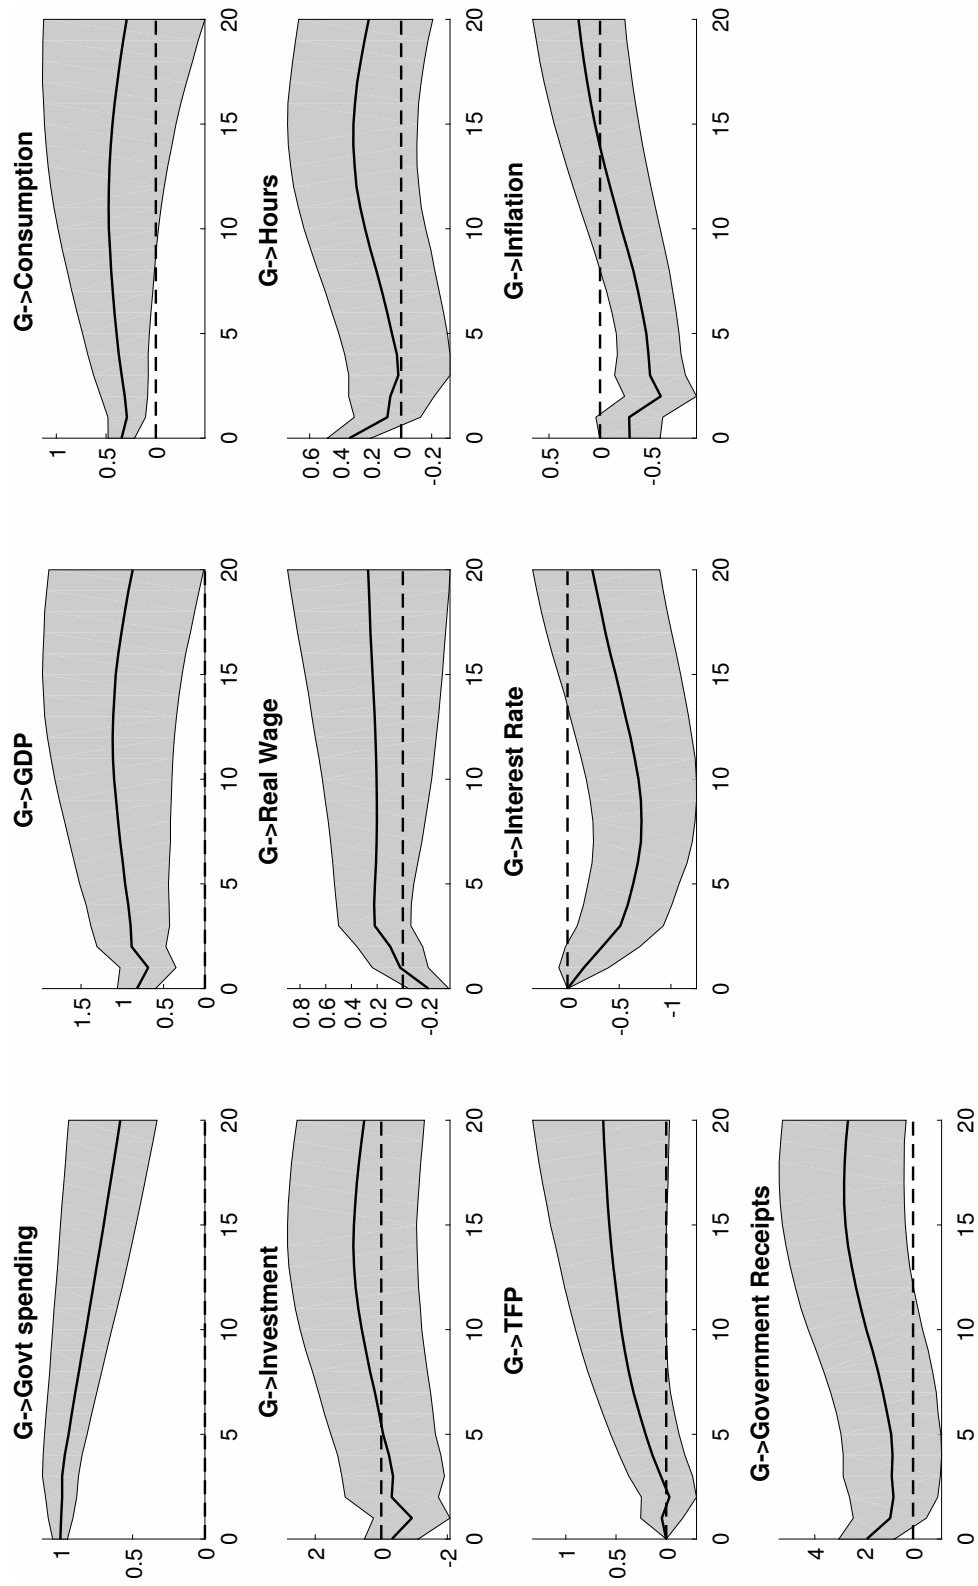 G->Govt spending
1
0.5
0
0 5 10 15 20
G->GDP
1.5
1
0.5
0
0 5 10 15 20
G->Consumption
1
0.5
0
0 5 10 15 20
G->Investment
2
0
-2
0 5 10 15 20
G->Real Wage
0.8
0.6
0.4
0.2
0
-0.2
0 5 10 15 20
G->Hours
0.6
0.4
0.2
0
-0.2
0 5 10 15 20
G->TFP
1
0.5
0
0 5 10 15 20
G->Interest Rate
0
-0.5
-1
0 5 10 15 20
G->Inflation
0.5
0
-0.5
0 5 10 15 20
G->Government Receipts
4
2
0
0 5 10 15 20